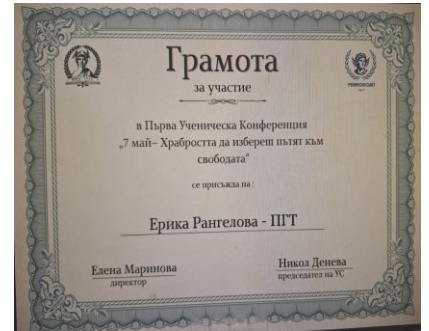 Грамота
за участие
в Първа Ученическа Конференция
„7 май– Храбростта да избереш пътят към
свободата“
се присъжда на :
Ерика Рангелова - ПГТ
Елена Маринова
директор
Никол Денева
председател на УС